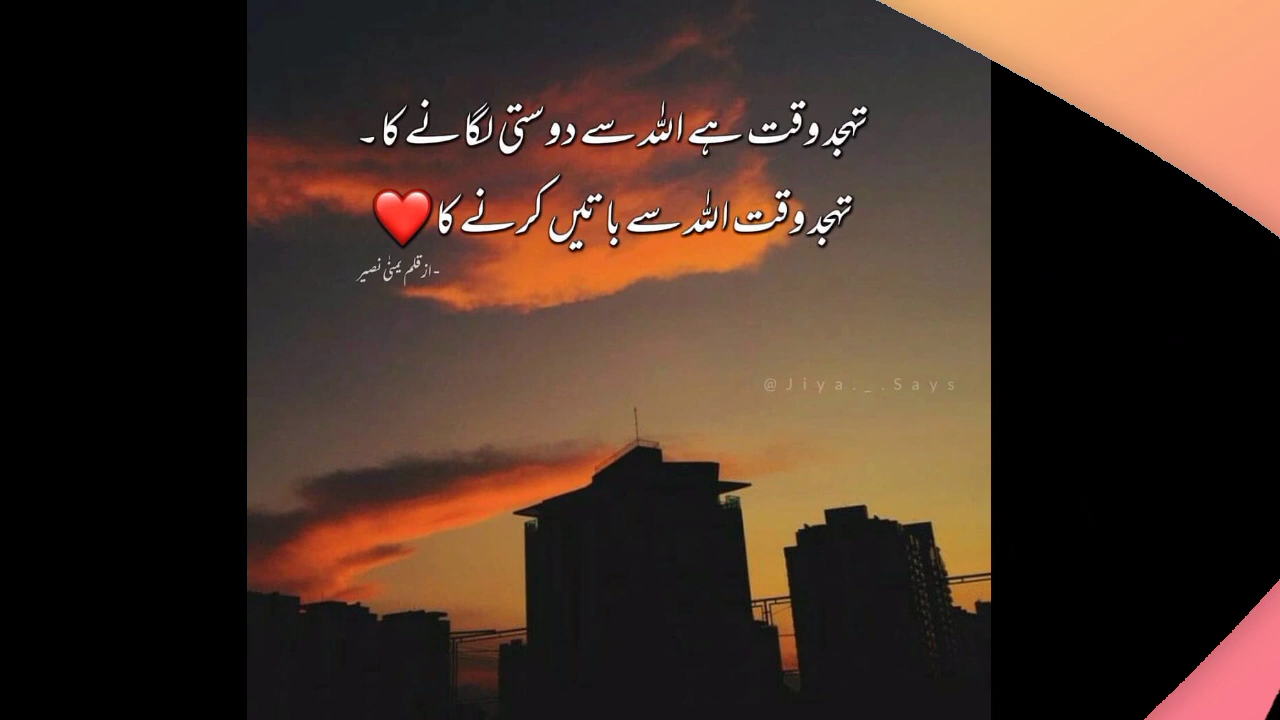 تہجد وقت ہے اللہ سے دوستی لگانے کا۔
تہجد وقت اللہ سے باتیں کرنے کا❤️
-از قلم یمنٰی نصیر
@Jiya._.Says